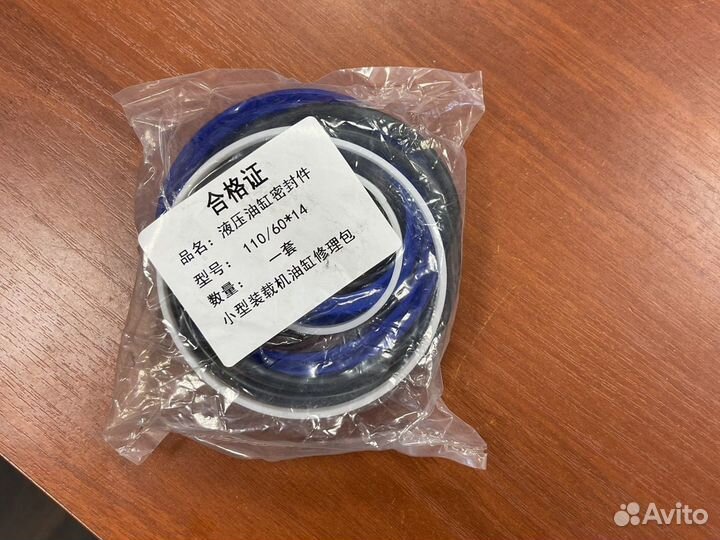 合格证
品名：液压油缸密封件
型号：110/60*14
数量：一套
小型装载机油缸修理包
Avito